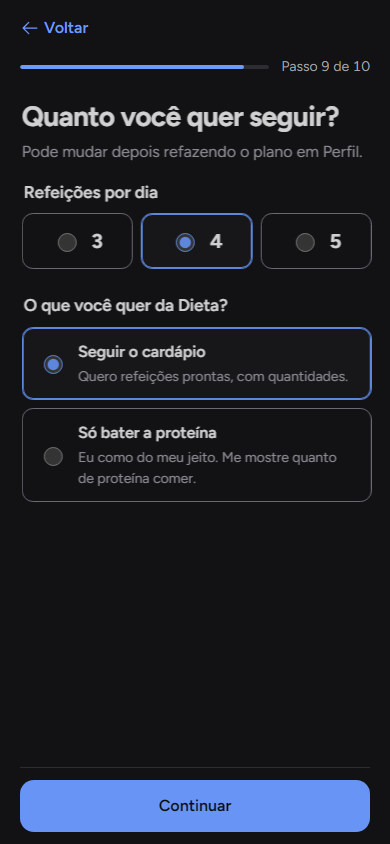 Voltar
Passo 9 de 10
Quanto você quer seguir?
Pode mudar depois refazendo o plano em Perfil.
Refeições por dia
3
4
5
O que você quer da Dieta?
Seguir o cardápio
Quero refeições prontas, com quantidades.
Só bater a proteína
Eu como do meu jeito. Me mostre quanto
de proteína comer.
Continuar